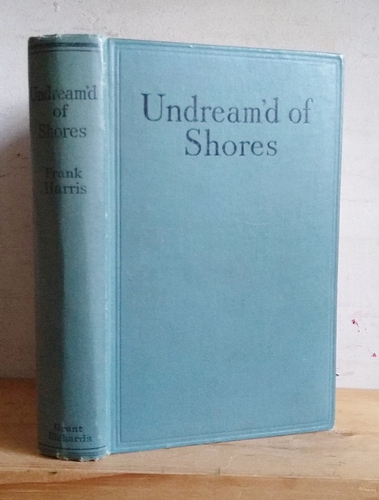 Undream'd
of
Shores
Frank
Harris
Grant
Richards
Undream'd of
Shores